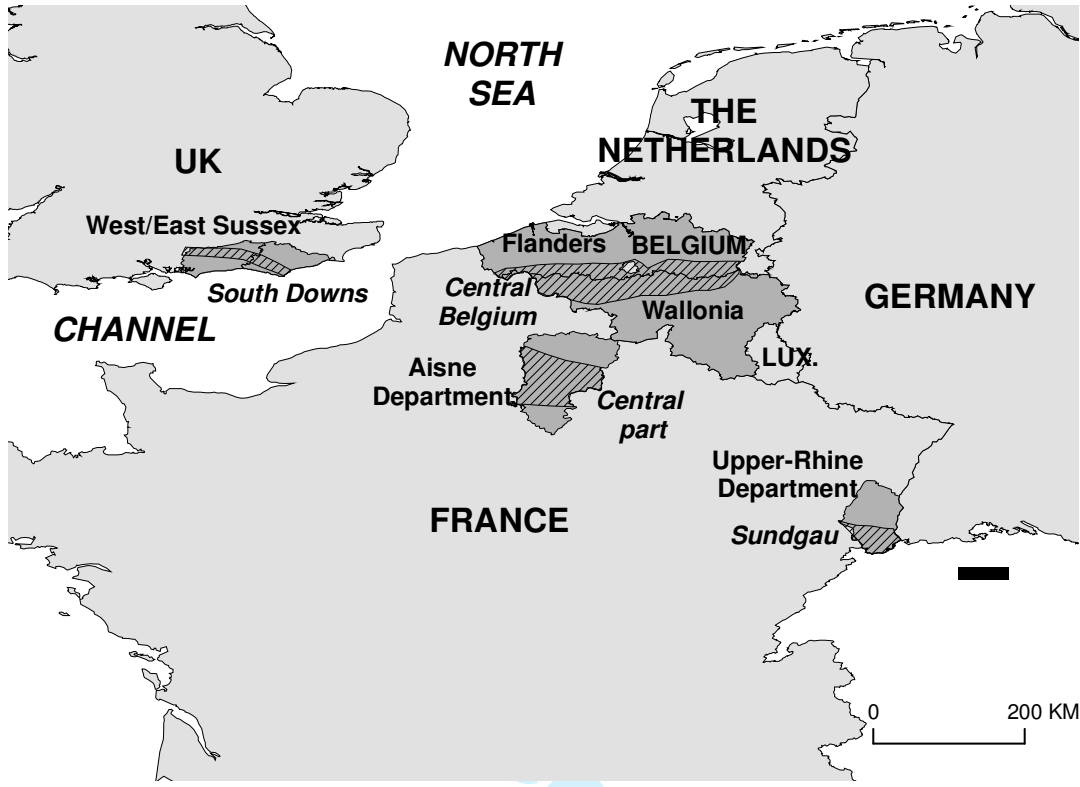 NORTH
SEA
THE
NETHERLANDS
UK
West/East Sussex
Flanders
BELGIUM
South Downs
Central
Belgium
GERMANY
Wallonia
CHANNEL
LUX.
Aisne
Department
Central
part
Upper-Rhine
Department
FRANCE
Sundgau
0
200 KM